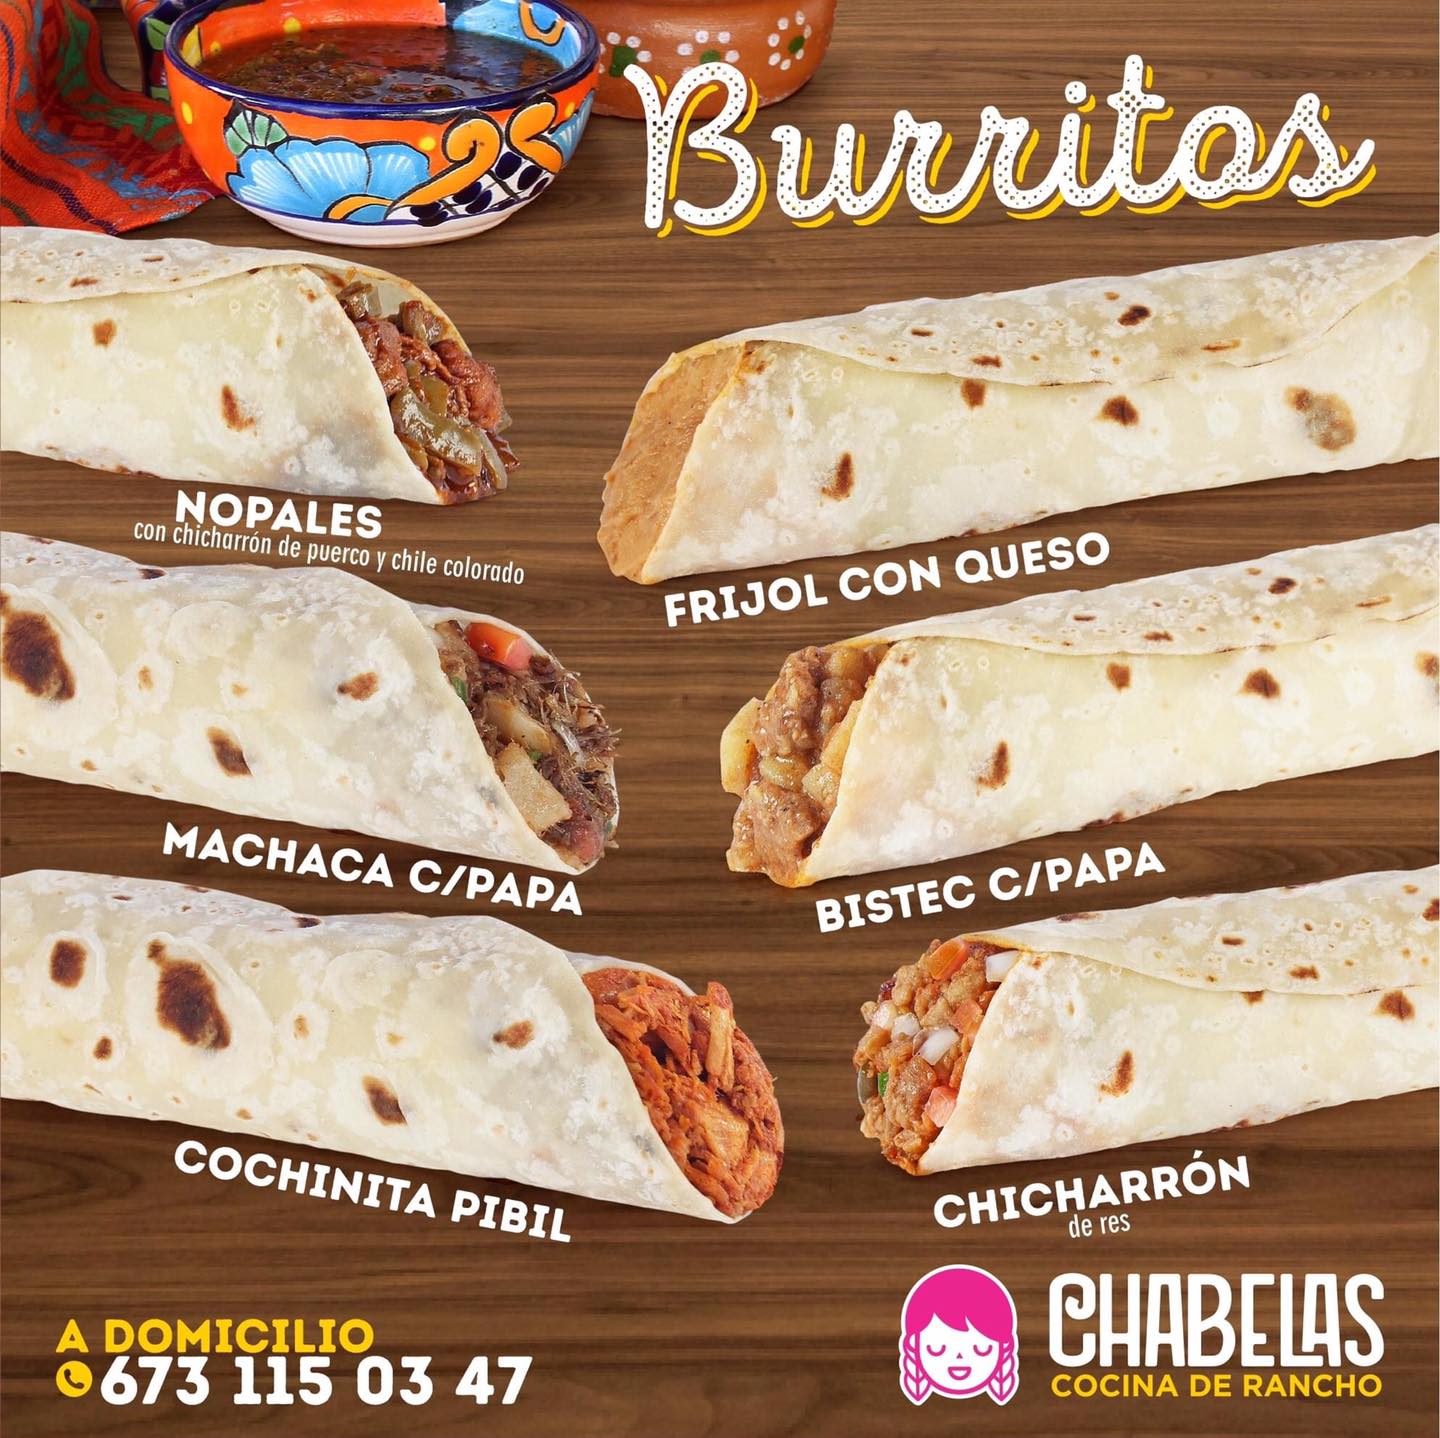 Burritos
NOPALES
con chicharrón de puerco y chile colorado
FRIJOL CON QUESO
MACHACA C/PAPA
BISTEC C/PAPA
COCHINITA PIBIL
CHICHARRÓN
de res
A DOMICILIO
673 115 03 47
CHABELAS
COCINA DE RANCHO